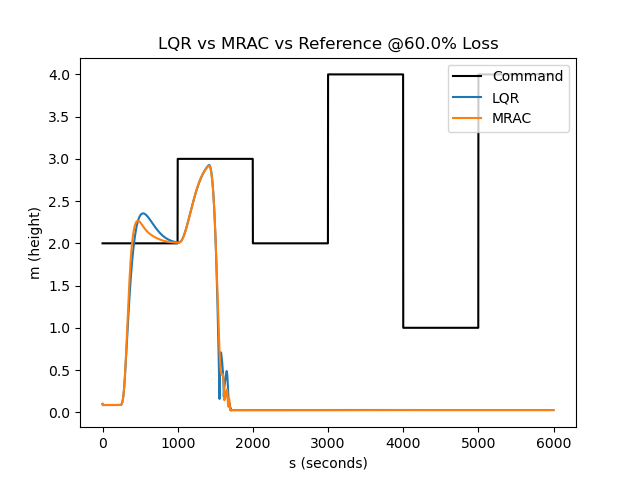 LQR vs MRAC vs Reference @60.0% Loss
m (height)
4.0
3.5
3.0
2.5
2.0
1.5
1.0
0.5
0.0
Command
LQR
MRAC
0 1000 2000 3000 4000 5000 6000
s (seconds)